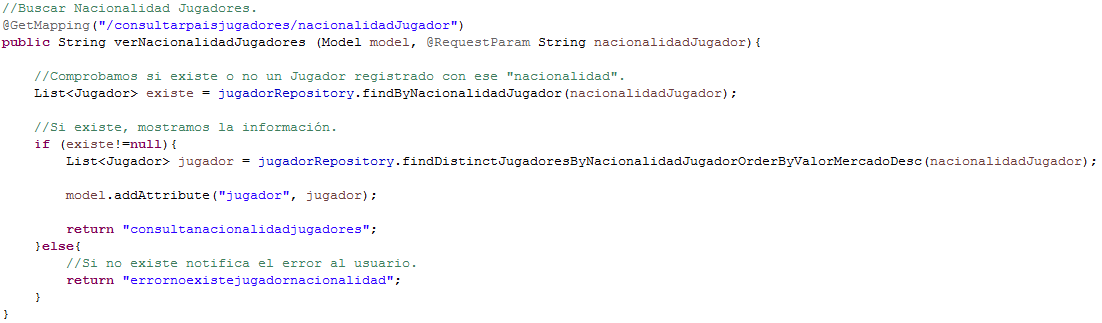 //Buscar Nacionalidad Jugadores.
@GetMapping("/consultarpaisjugadores/nacionalidadJugador")
public String verNacionalidadJugadores (Model model, @RequestParam String nacionalidadJugador){
//Comprobamos si existe o no un Jugador registrado con ese "nacionalidad".
List<Jugador> existe = jugadorRepository.findByNacionalidadJugador(nacionalidadJugador);
//Si existe, mostramos la información.
if (existe!=null){
List<Jugador> jugador = jugadorRepository.findDistinctJugadoresByNacionalidadJugadorOrderByValorMercadoDesc(nacionalidadJugador);
model.addAttribute("jugador", jugador);
return "consultanacionalidadjugadores";
}else{
//Si no existe notifica el error al usuario.
return "errornoexistejugadornacionalidad";
}
}